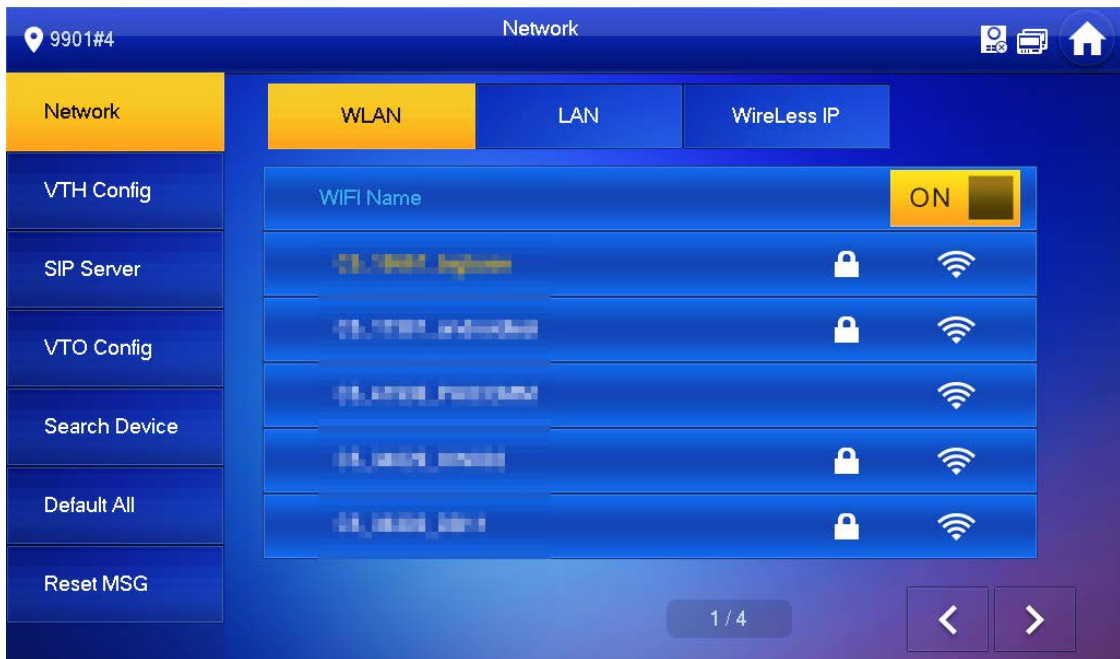 Network
9901#4
Network
WLAN
LAN
WireLess IP
VTH Config
WIFI Name
ON
SIP Server
VTO Config
Search Device
Default All
Reset MSG
1 / 4